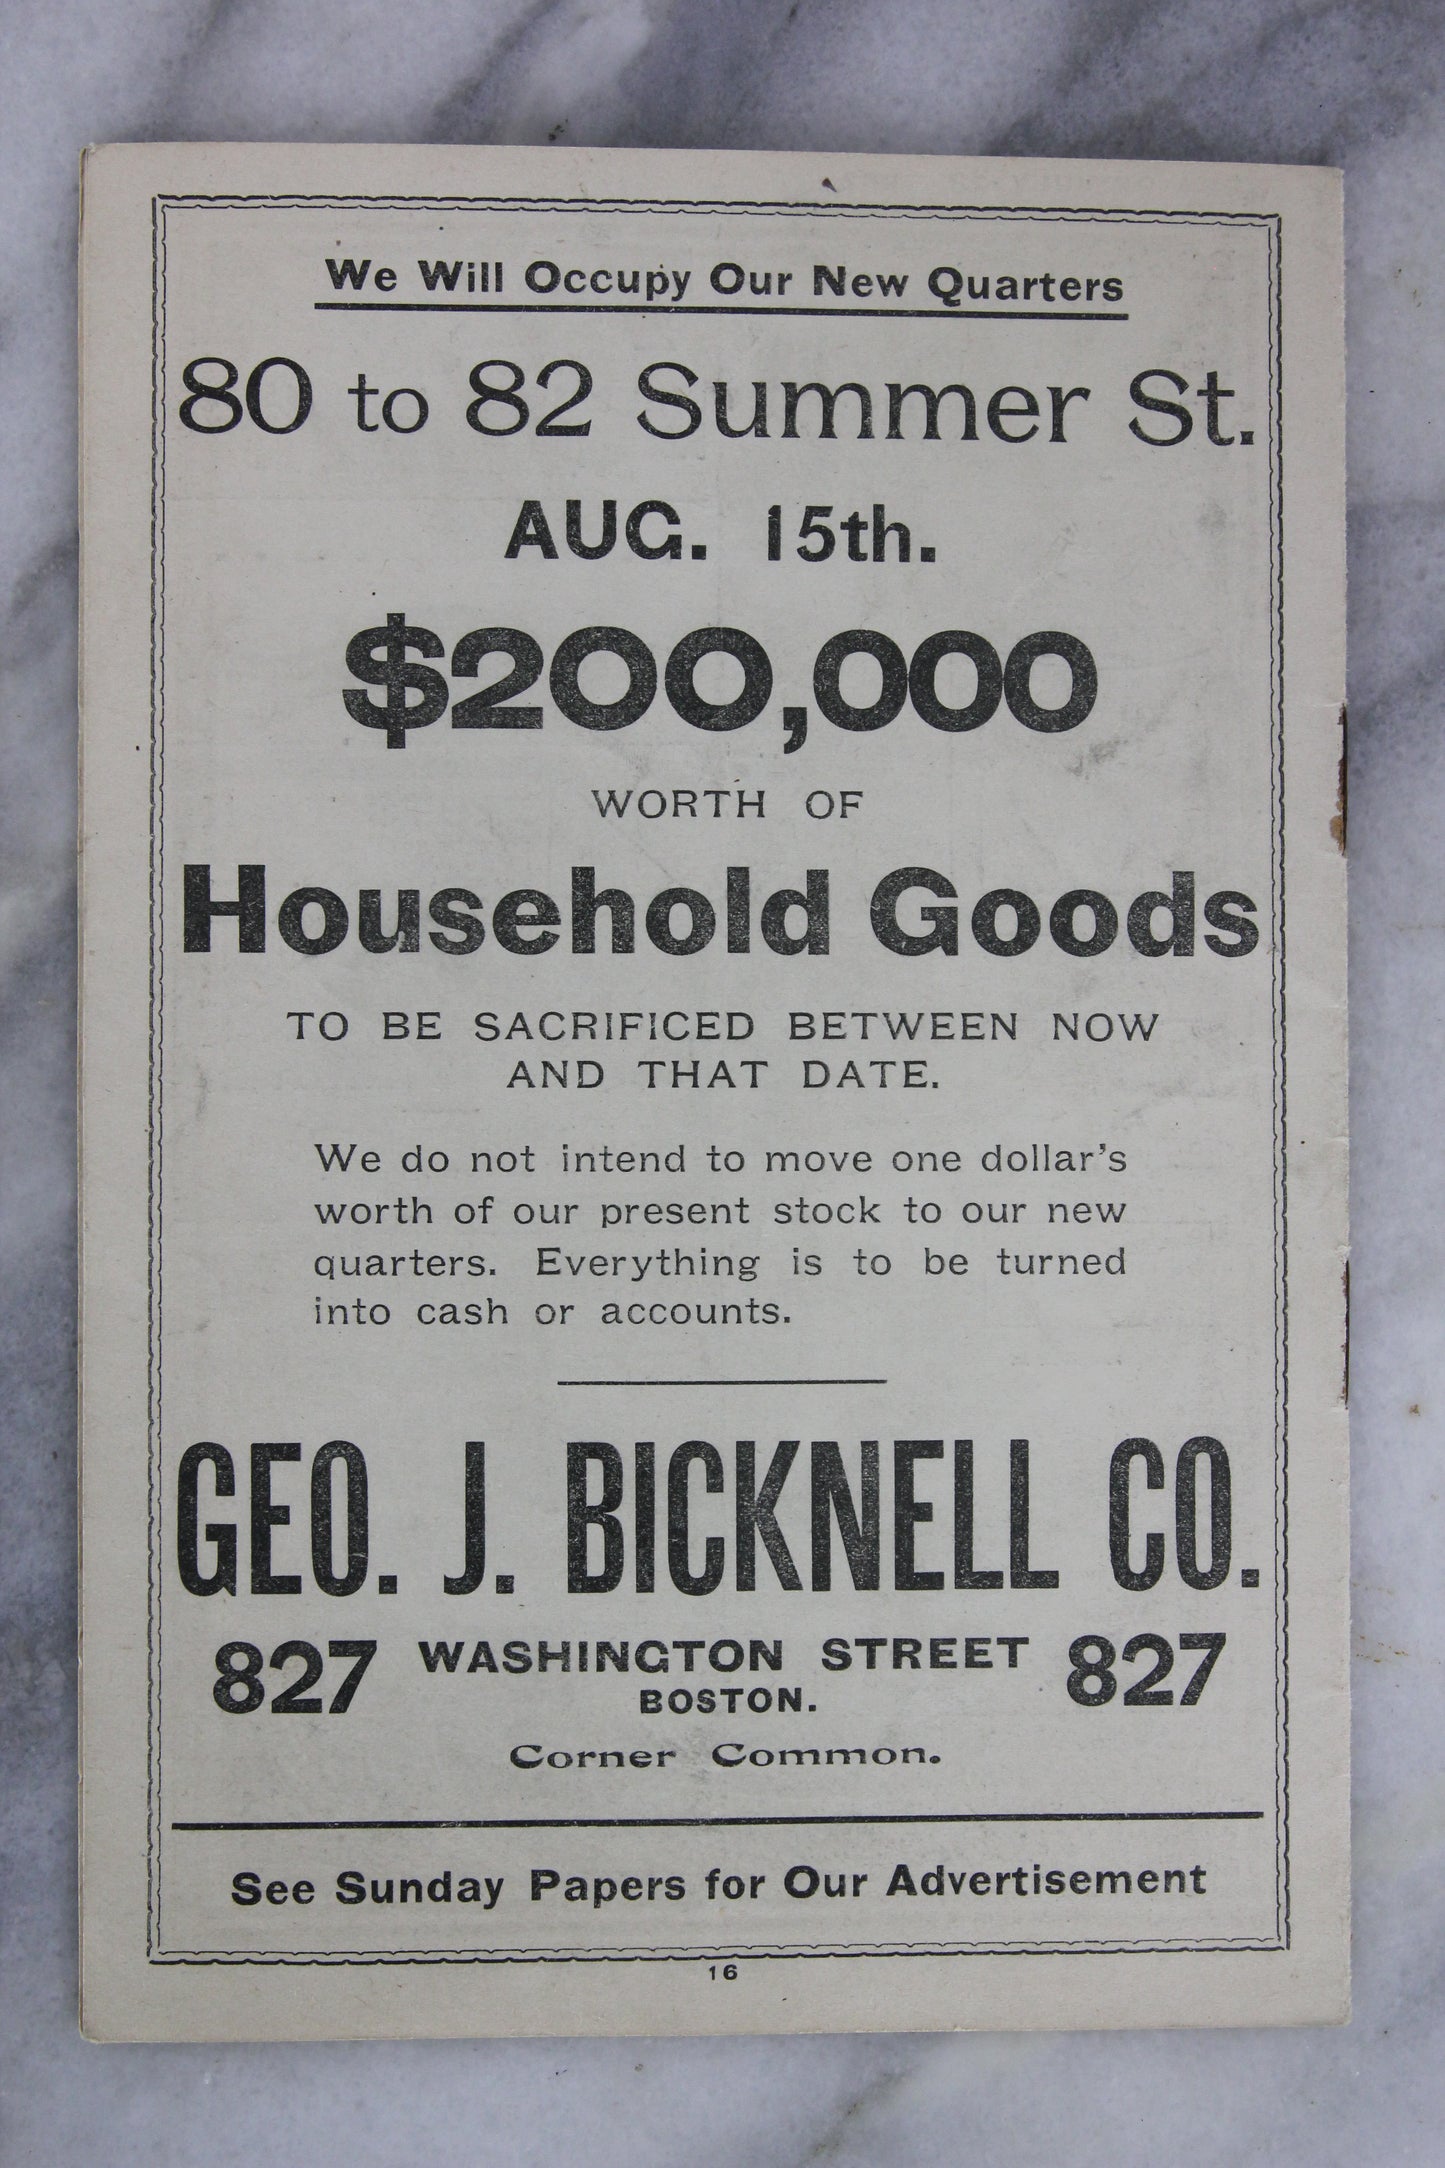 We Will Occupy Our New Quarters
80 to 82 Summer St.
AUG. 15th.
$200,000
WORTH OF
Household Goods
TO BE SACRIFICED BETWEEN NOW
AND THAT DATE.
We do not intend to move one dollar's
worth of our present stock to our new
quarters. Everything is to be turned
into cash or accounts.
GEO. J. BICKNELL CO.
827 WASHINGTON STREET 827
BOSTON.
Corner Common.
See Sunday Papers for Our Advertisement
16